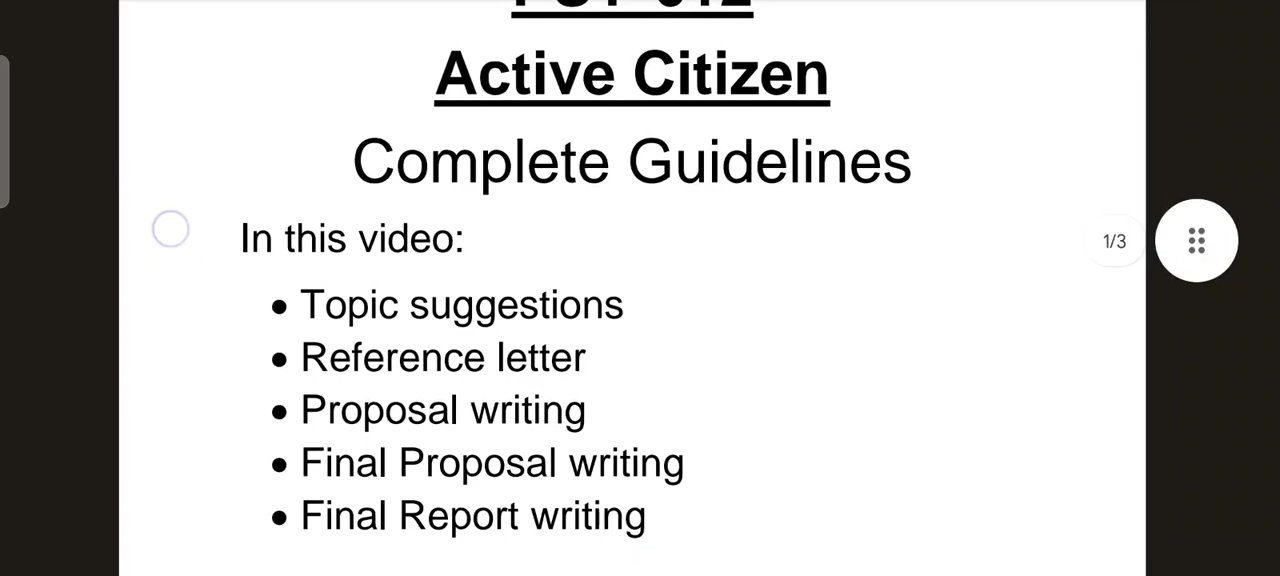 Active Citizen
Complete Guidelines
In this video:
1/3
• Topic suggestions
• Reference letter
• Proposal writing
• Final Proposal writing
• Final Report writing